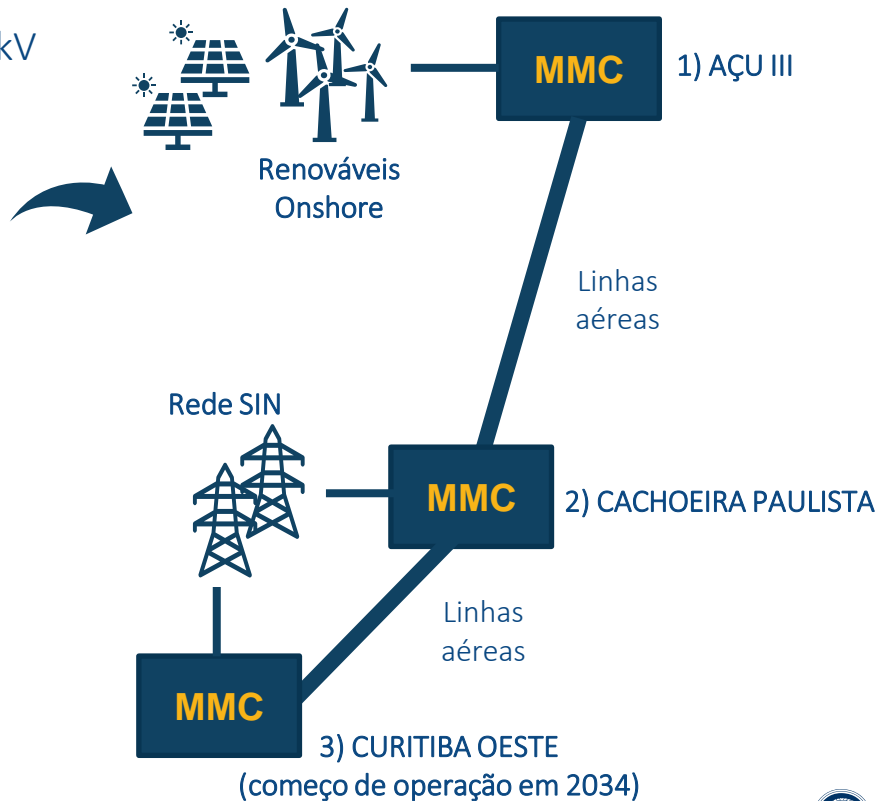 kV
MMC
1) AÇU III
Renováveis
Onshore
Linhas
aéreas
Rede SIN
MMC
2) CACHOEIRA PAULISTA
Linhas
aéreas
MMC
3) CURITIBA OESTE
(começo de operação em 2034)